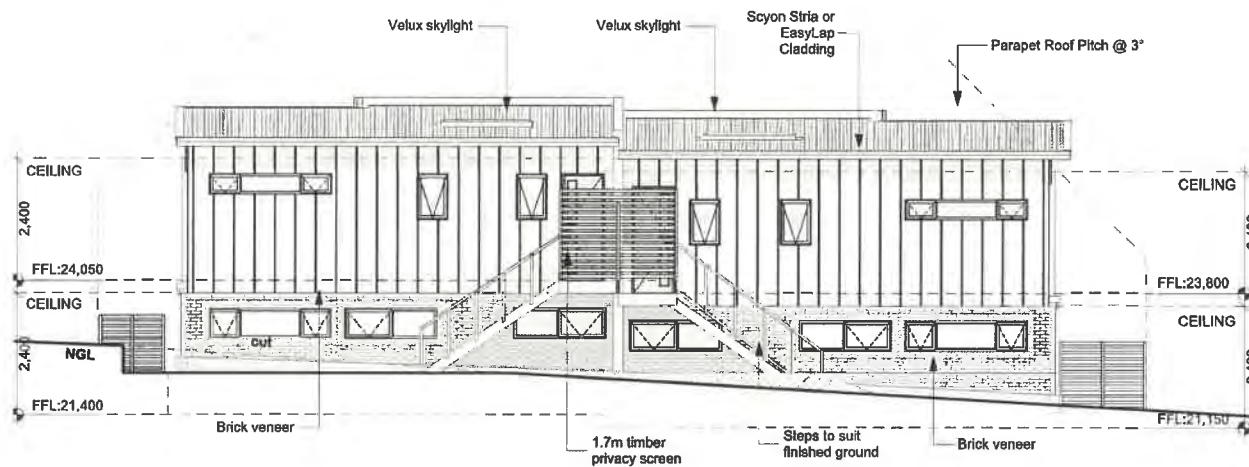 Velux skylight
Velux skylight
Scyon Stria or
EasyLap
Cladding
Parapet Roof Pitch @ 3°
CEILING
CEILING
2,400
FFL:24,050
FFL:23,800
CEILING
CEILING
cut
NGL
2,400
FFL:21,400
FFL:21,150
Brick veneer
1.7m timber
privacy screen
Steps to suit
finished ground
Brick veneer